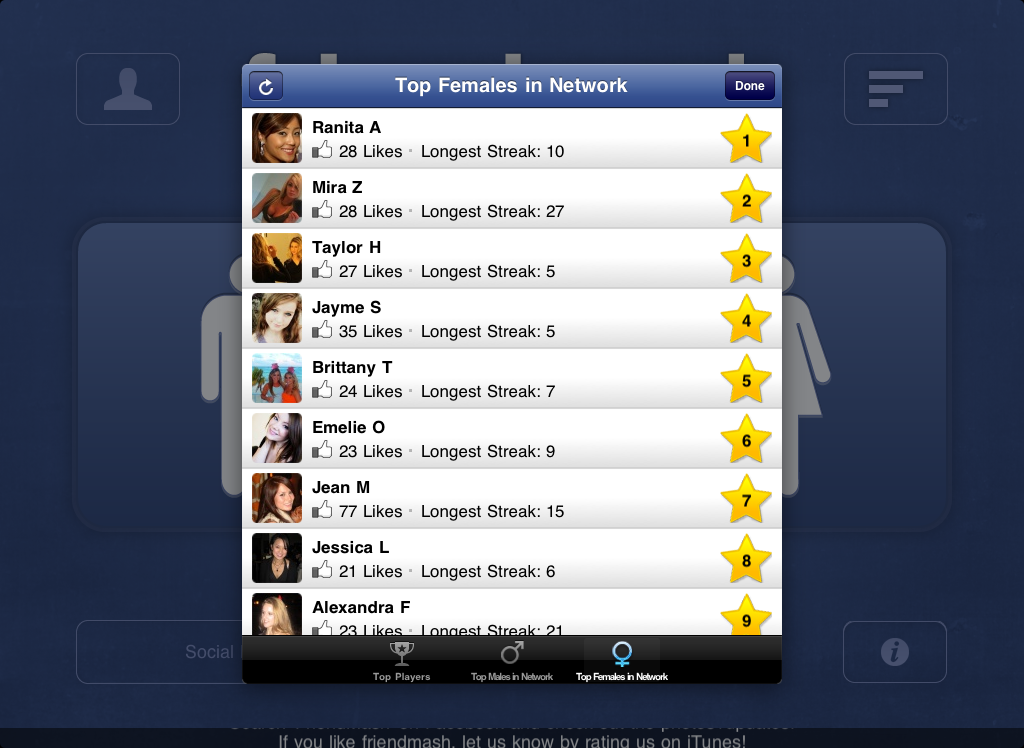 Top Females in Network
Done
Ranita A
28 Likes · Longest Streak: 10
1
Mira Z
28 Likes · Longest Streak: 27
2
Taylor H
27 Likes · Longest Streak: 5
3
Jayme S
35 Likes · Longest Streak: 5
4
Brittany T
24 Likes · Longest Streak: 7
5
Emelie O
23 Likes · Longest Streak: 9
6
Jean M
77 Likes · Longest Streak: 15
7
Jessica L
21 Likes · Longest Streak: 6
8
Alexandra F
23 Likes · Longest Streak: 21
9
Social
Top Players
Top Males in Network
Top Females in Network
If you like friendmash, let us know by rating us on iTunes!